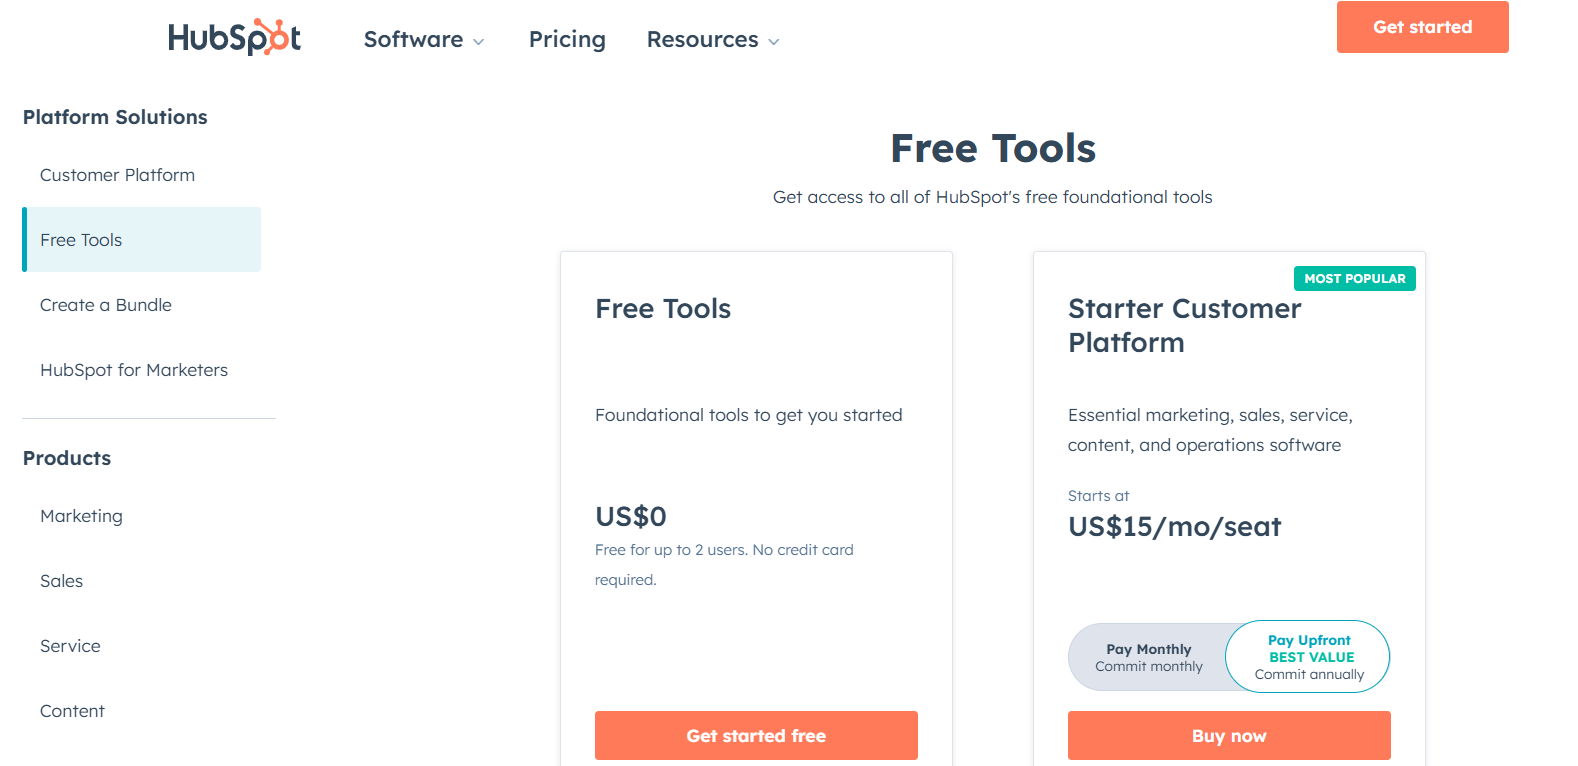 HubSpot
Software
Pricing
Resources
Get started
Platform Solutions
Customer Platform
Free Tools
Create a Bundle
HubSpot for Marketers
Products
Marketing
Sales
Service
Content
Free Tools
Get access to all of HubSpot's free foundational tools
Free Tools
Foundational tools to get you started
US$0
Free for up to 2 users. No credit card
required.
Get started free
MOST POPULAR
Starter Customer
Platform
Essential marketing, sales, service,
content, and operations software
Starts at
US$15/mo/seat
Pay Monthly
Commit monthly
Pay Upfront
BEST VALUE
Commit annually
Buy now